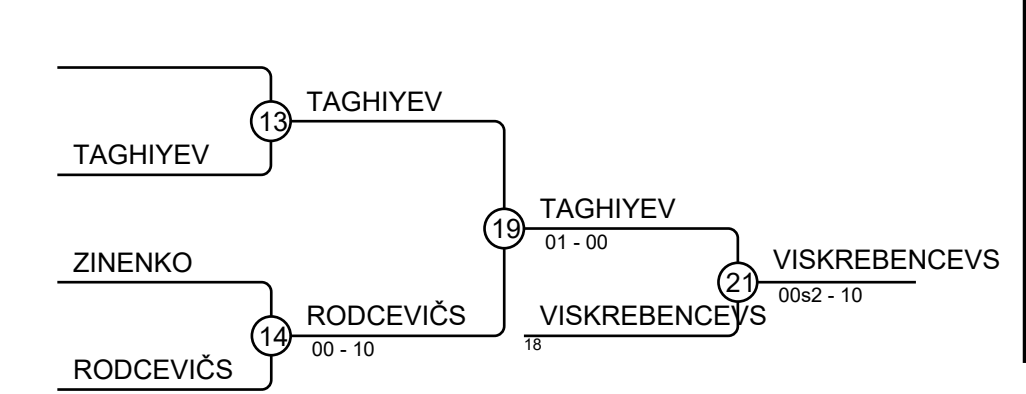 TAGHIYEV
13
TAGHIYEV
TAGHIYEV
19
01 - 00
ZINENKO
VISKREBENCEVS
21
00s2 - 10
RODCEVIČS
14
00 - 10
VISKREBENCEVS
18
RODCEVIČS